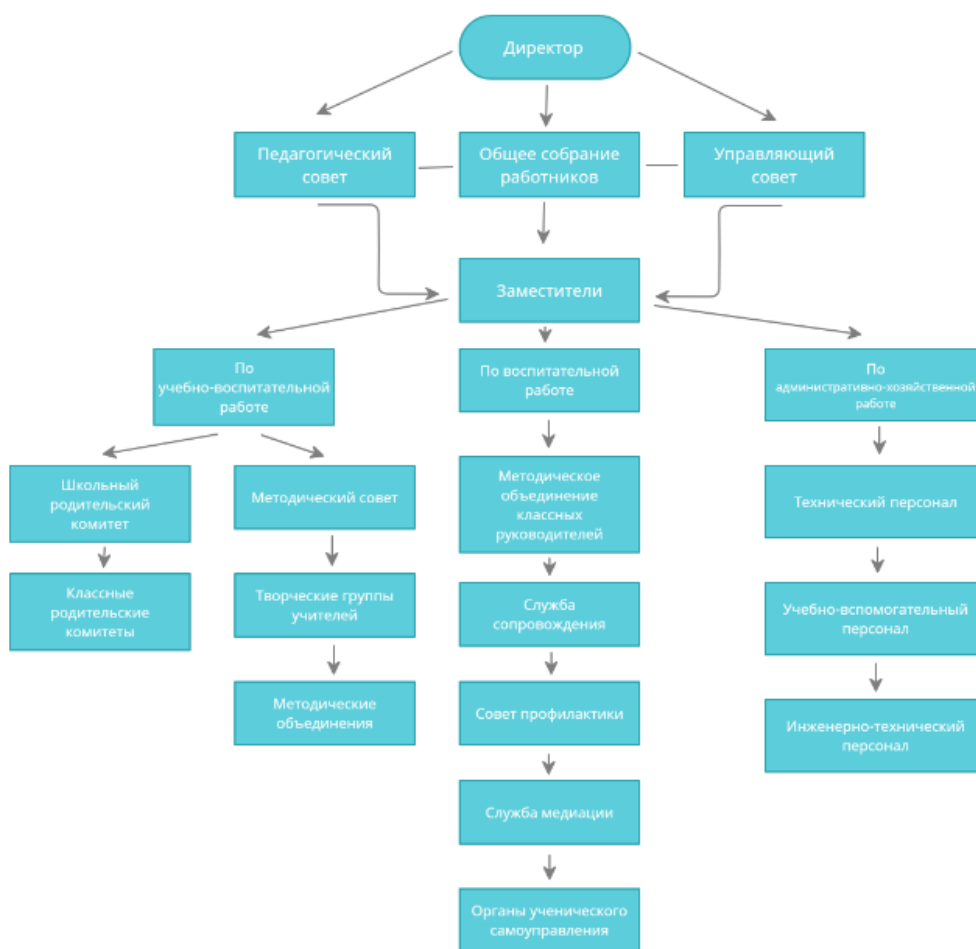 Директор
Педагогический
совет
Общее собрание
работников
Управляющий
совет
Заместители
По
учебно-воспитательной
работе
По воспитательной
работе
По
административно-хозяйственной
работе
Школьный
родительский
комитет
Методический совет
Методическое
объединение
классных
руководителей
Технический персонал
Классные
родительские
комитеты
Творческие группы
учителей
Служба
сопровождения
Учебно-вспомогательный
персонал
Методические
объединения
Совет профилактики
Инженерно-технический
персонал
Служба медиации
Органы ученического
самоуправления